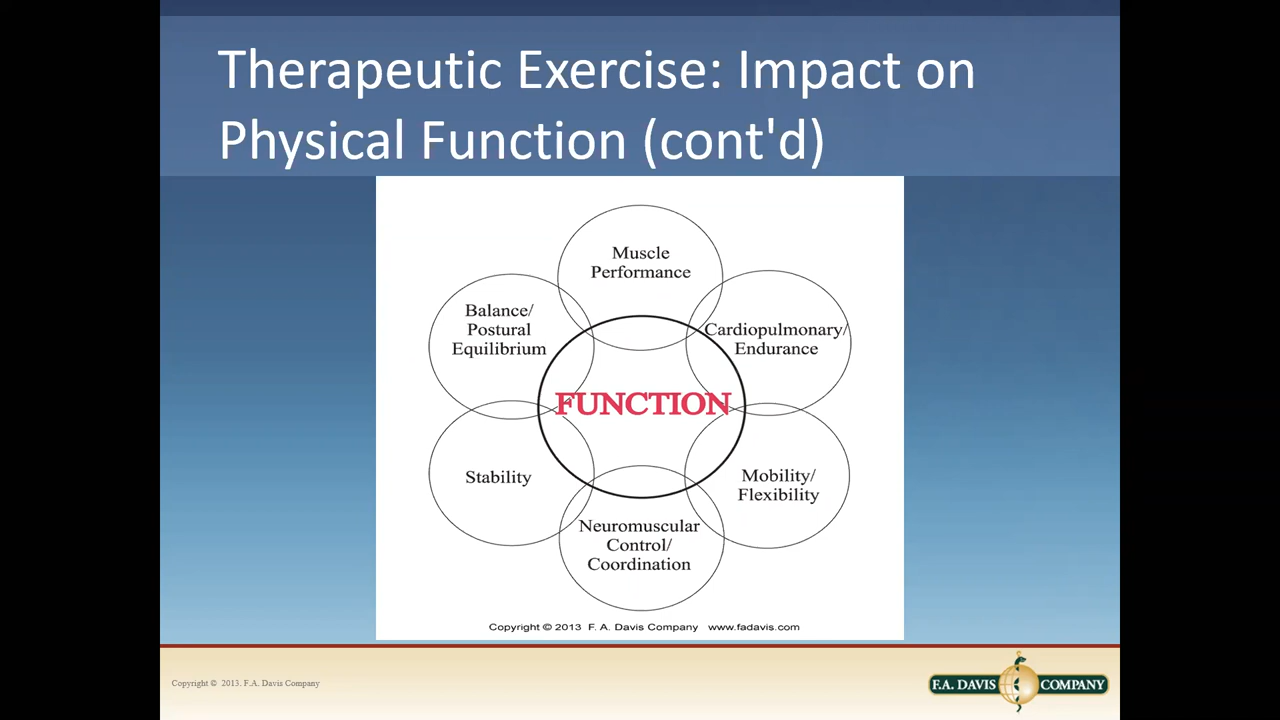 Therapeutic Exercise: Impact on
Physical Function (cont'd)
Muscle
Performance
Balance/
Postural
Equilibrium
Cardiopulmonary/
Endurance
FUNCTION
Stability
Mobility/
Flexibility
Neuromuscular
Control/
Coordination
Copyright © 2013 F. A. Davis Company www.fadavis.com
Copyright © 2013. F.A. Davis Company
F.A. DAVIS COMPANY